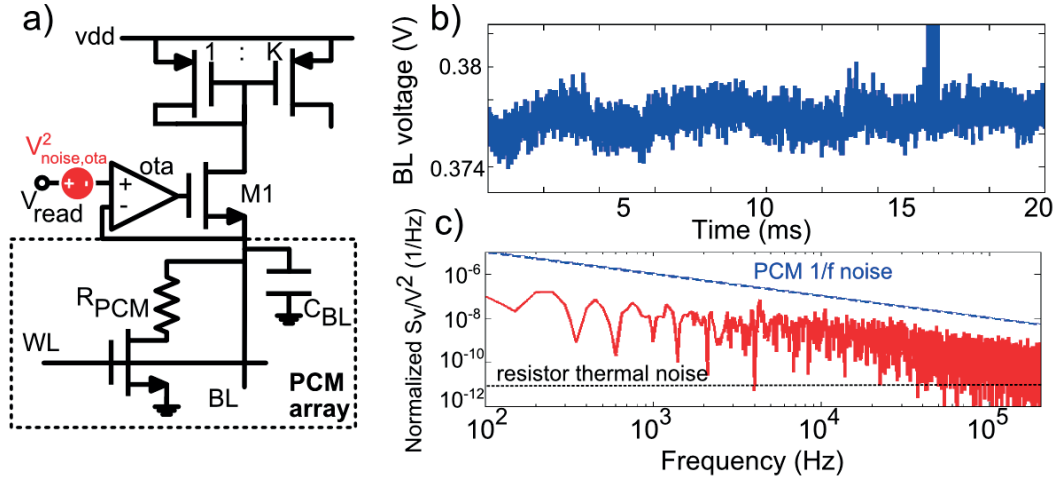 a)
vdd
1 : K
V²noise,ota
ota
+
-
+ -
Vread
M1
RPCM
CBL
WL
BL
PCM
array
b)
BL voltage (V)
0.38
0.374
5
10
15
20
Time (ms)
c)
Normalized SV/V² (1/Hz)
10⁻⁶
10⁻⁸
10⁻¹⁰
10⁻¹²
PCM 1/f noise
resistor thermal noise
10²
10³
10⁴
10⁵
Frequency (Hz)